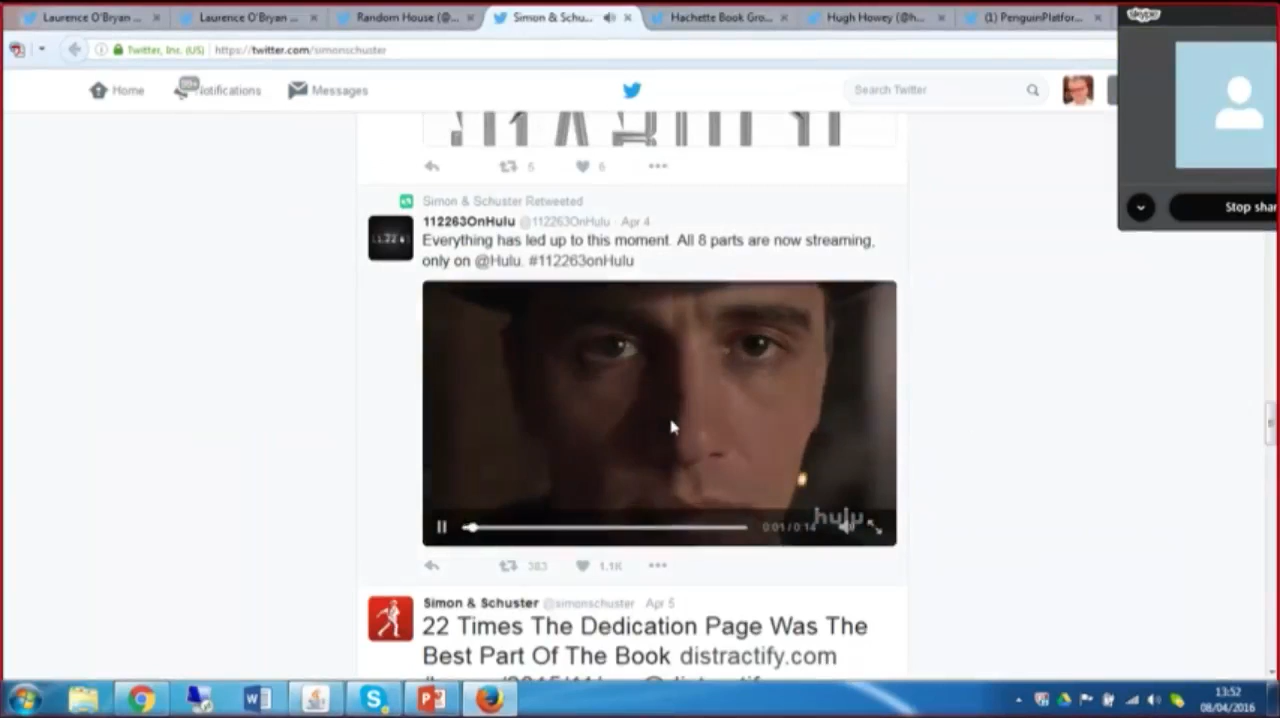 Laurence O'Bryan ...
Laurence O'Bryan ...
Random House (@...
Simon & Schu...
Hachette Book Gro...
Hugh Howey (@h...
(1) PenguinPlatfor...
skype
Twitter, Inc. (US)
https://twitter.com/simonschuster
Home
99+
Notifications
Messages
Search Twitter
Stop shar
6
6
Simon & Schuster Retweeted
112263OnHulu @112263OnHulu · Apr 4
Everything has led up to this moment. All 8 parts are now streaming,
only on @Hulu. #112263onHulu
hulu
0:01 / 0:14
383
1.1K
Simon & Schuster @simonschuster · Apr 5
22 Times The Dedication Page Was The
Best Part Of The Book distractify.com
13:52
08/04/2016